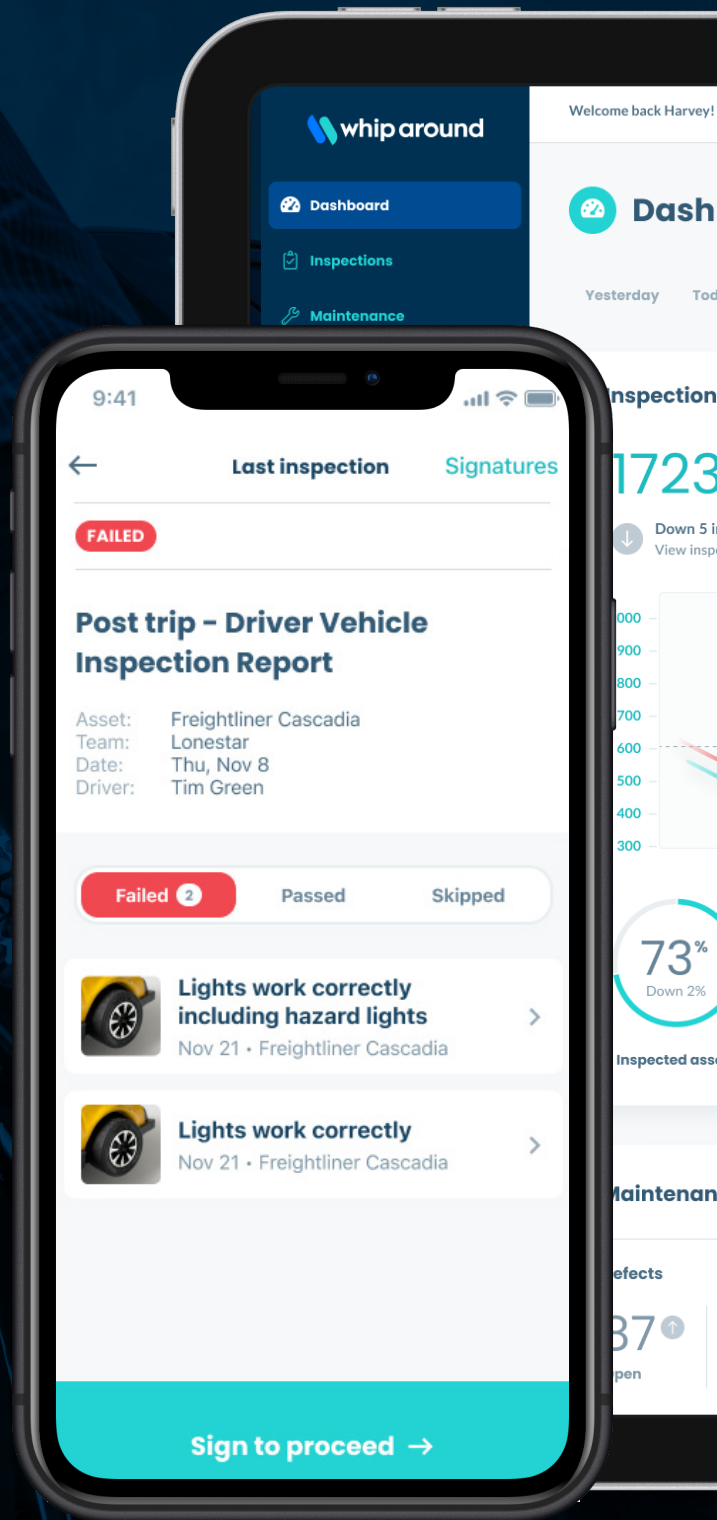 whip around
Welcome back Harvey!
Dashboard
Dash
Inspections
Yesterday
Maintenance
9:41
Last inspection
Signatures
FAILED
Post trip – Driver Vehicle
Inspection Report
Asset: Freightliner Cascadia
Team: Lonestar
Date: Thu, Nov 8
Driver: Tim Green
Failed 2
Passed
Skipped
Lights work correctly
including hazard lights
Nov 21 • Freightliner Cascadia
Lights work correctly
Nov 21 • Freightliner Cascadia
Sign to proceed →
nspection
1723
Down 5
View
000
900
800
700
600
500
400
300
73%
Down 2%
Inspected
efects
37
pen